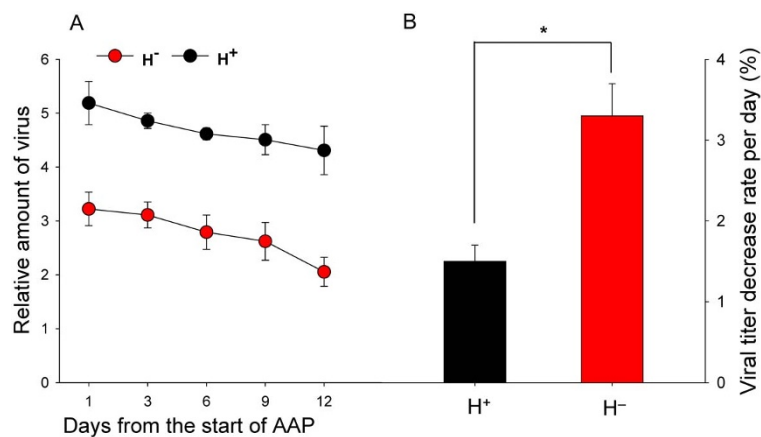 A
H⁻ H⁺
Relative amount of virus
6
5
4
3
2
1
0
1 3 6 9 12
Days from the start of AAP
B
*
4
3
2
1
0
H⁺ H⁻
Viral titer decrease rate per day (%)